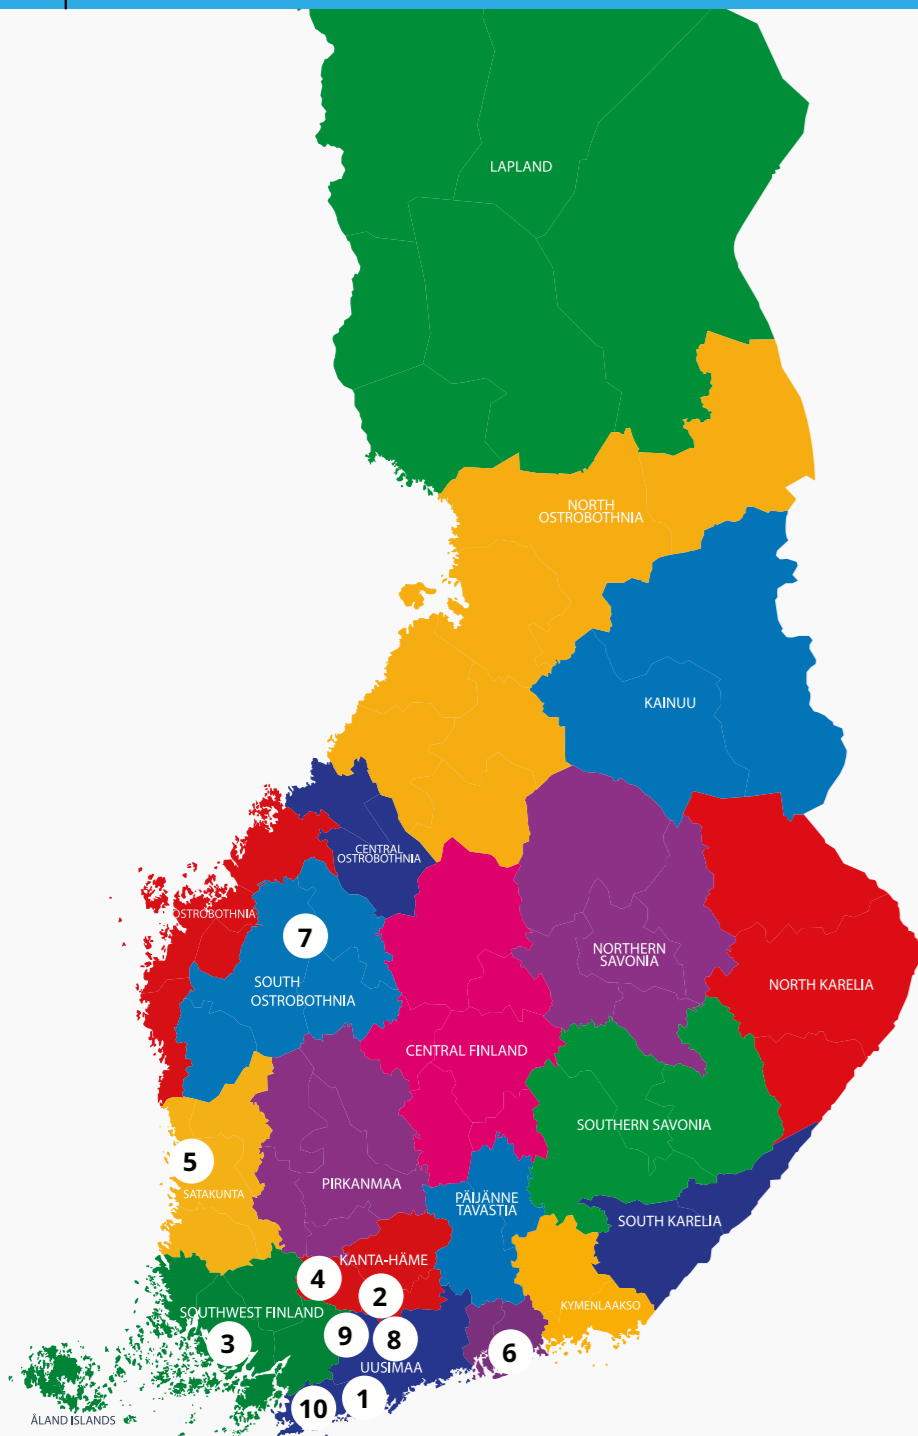 LAPLAND
NORTH
OSTROBOTHNIA
KAINUU
CENTRAL
OSTROBOTHNIA
OSTROBOTHNIA
7
NORTHERN
SAVONIA
SOUTH
OSTROBOTHNIA
NORTH KARELIA
CENTRAL FINLAND
SOUTHERN SAVONIA
5
SATAKUNTA
PIRKANMAA
PÄIJÄNNE
TAVASTIA
SOUTH KARELIA
KANTA-HÄME
4
2
KYMENLAAKSO
SOUTHWEST FINLAND
3
9
8
6
UUSIMAA
10
1
ÅLAND ISLANDS